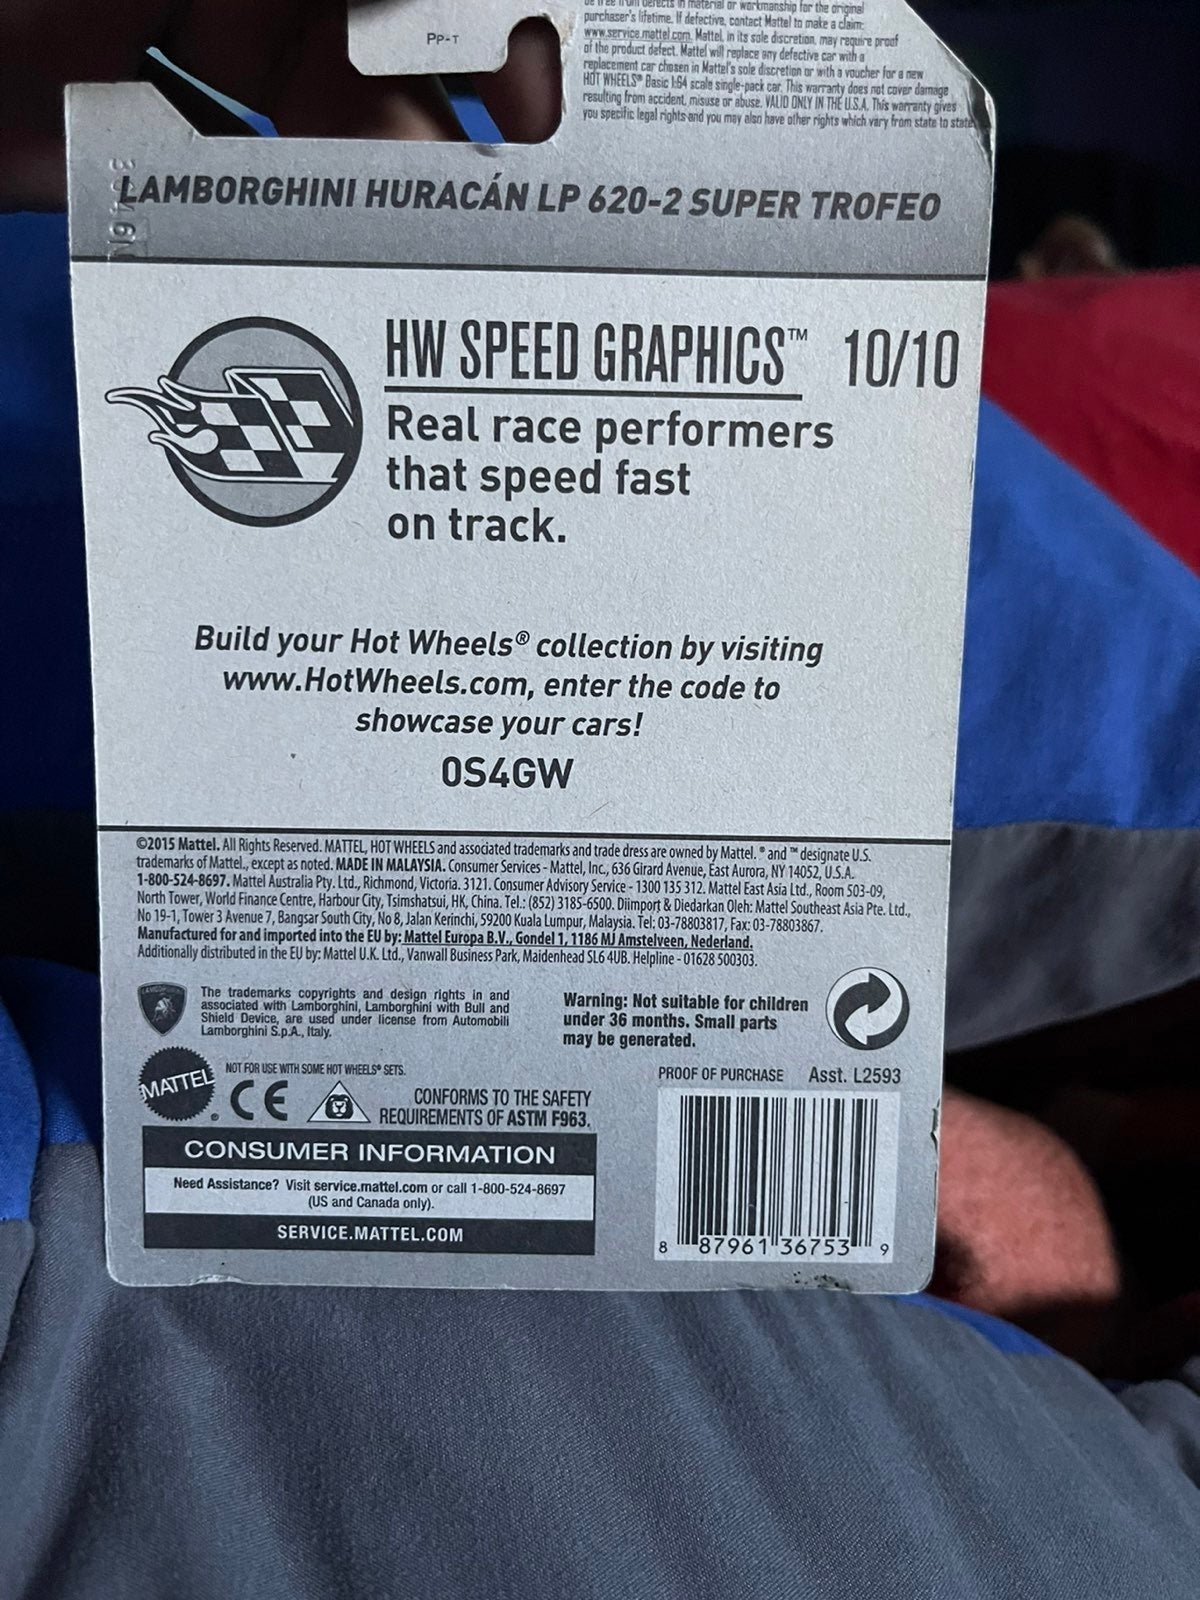 PP-T
purchaser's lifetime. If defective, contact Mattel to make a claim:
www.service.mattel.com. Mattel, in its sole discretion, may require proof
of the product defect. Mattel will replace any defective car with a
replacement car chosen in Mattel's sole discretion or with a voucher for a new
HOT WHEELS® Basic 1:64 scale single-pack car. This warranty does not cover damage
resulting from accident, misuse or abuse. VALID ONLY IN THE U.S.A. This warranty gives
you specific legal rights and you may also have other rights which vary from state to state
LAMBORGHINI HURACÁN LP 620-2 SUPER TROFEO
HW SPEED GRAPHICS™ 10/10
Real race performers
that speed fast
on track.
Build your Hot Wheels® collection by visiting
www.HotWheels.com, enter the code to
showcase your cars!
0S4GW
©2015 Mattel. All Rights Reserved. MATTEL, HOT WHEELS and associated trademarks and trade dress are owned by Mattel. ® and ™ designate U.S.
trademarks of Mattel., except as noted. MADE IN MALAYSIA. Consumer Services - Mattel, Inc., 636 Girard Avenue, East Aurora, NY 14052, U.S.A.
1-800-524-8697. Mattel Australia Pty. Ltd., Richmond, Victoria. 3121. Consumer Advisory Service - 1300 135 312. Mattel East Asia Ltd., Room 503-09,
North Tower, World Finance Centre, Harbour City, Tsimshatsui, HK, China. Tel.: (852) 3185-6500. Diimport & Diedarkan Oleh: Mattel Southeast Asia Pte. Ltd.,
No 19-1, Tower 3 Avenue 7, Bangsar South City, No 8, Jalan Kerinchi, 59200 Kuala Lumpur, Malaysia. Tel: 03-78803817, Fax: 03-78803867.
Manufactured for and imported into the EU by: Mattel Europa B.V., Gondel 1, 1186 MJ Amstelveen, Nederland.
Additionally distributed in the EU by: Mattel U.K. Ltd., Vanwall Business Park, Maidenhead SL6 4UB. Helpline - 01628 500303.
The trademarks copyrights and design rights in and
associated with Lamborghini, Lamborghini with Bull and
Shield Device, are used under license from Automobili
Lamborghini S.p.A., Italy.
Warning: Not suitable for children
under 36 months. Small parts
may be generated.
MATTEL®
NOT FOR USE WITH SOME HOT WHEELS® SETS.
CE
CONFORMS TO THE SAFETY
REQUIREMENTS OF ASTM F963.
PROOF OF PURCHASE Asst. L2593
CONSUMER INFORMATION
Need Assistance? Visit service.mattel.com or call 1-800-524-8697
(US and Canada only).
SERVICE.MATTEL.COM
8 87961 36753 9